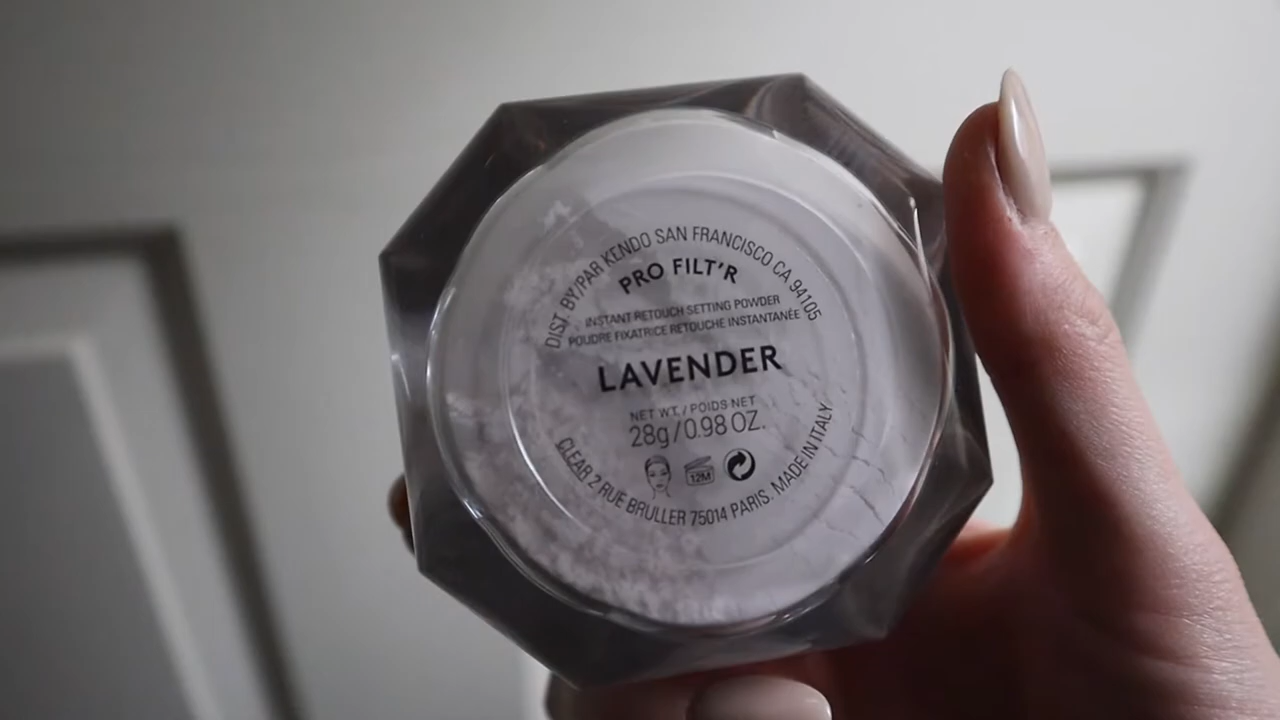 DIST. BY/PAR KENDO SAN FRANCISCO CA 94105
PRO FILT'R
INSTANT RETOUCH SETTING POWDER
POUDRE FIXATRICE RETOUCHE INSTANTANÉE
LAVENDER
NET WT. / POIDS NET
28g/0.98 OZ.
12M
CLEAR 2 RUE BRULLER 75014 PARIS. MADE IN ITALY